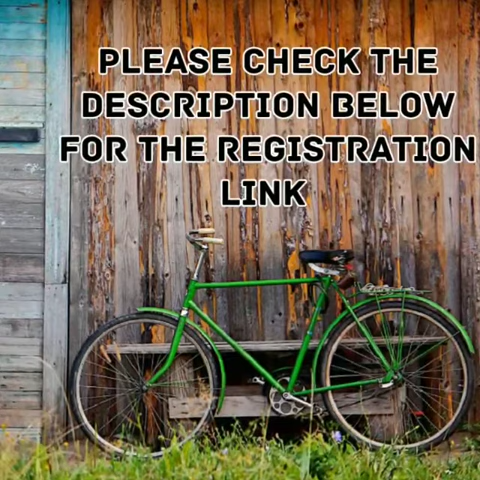 PLEASE CHECK THE
DESCRIPTION BELOW
FOR THE REGISTRATION
LINK